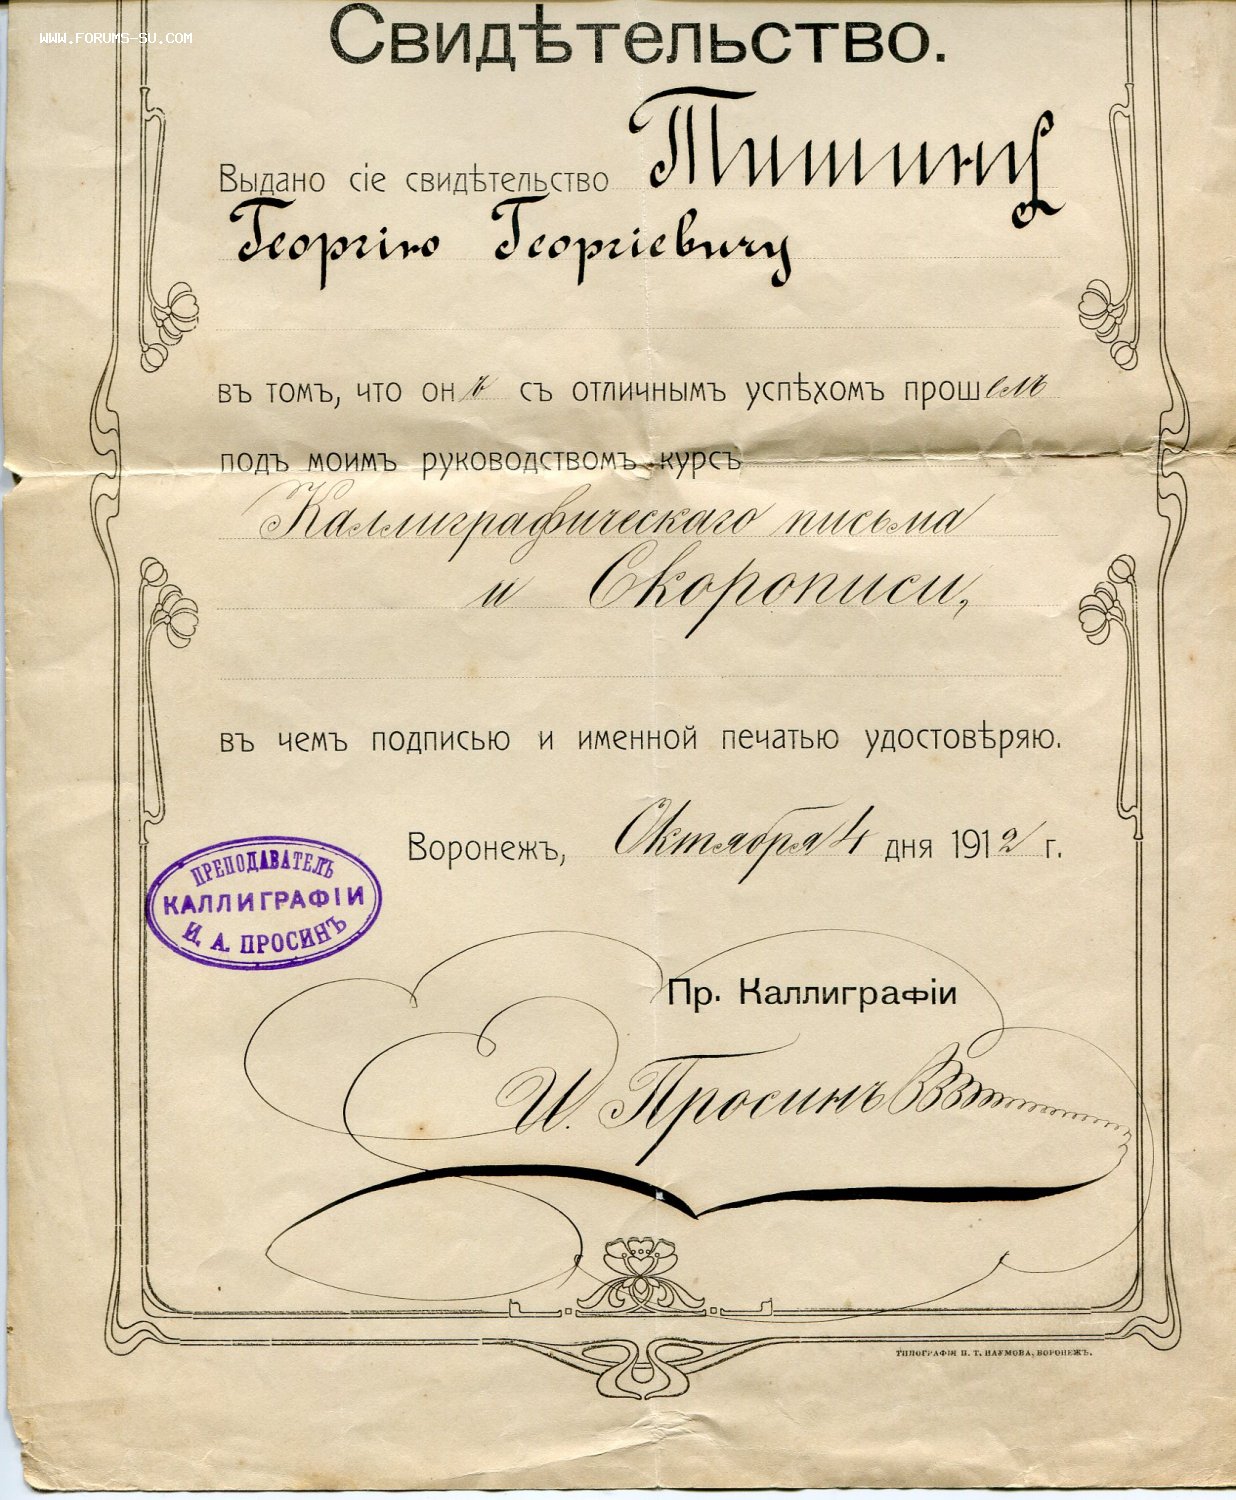 WWW.FORUMS-SU.COM
Свидѣтельство.
Выдано сіе свидѣтельство Тишину
Георгію Георгіевичу
въ томъ, что онъ съ отличнымъ успѣхомъ прошелъ
подъ моимъ руководствомъ курсъ
Каллиграфическаго письма
и Скорописи,
въ чемъ подписью и именной печатью удостовѣряю.
Воронежъ, Октября 4 дня 1912 г.
ПРЕПОДАВАТЕЛЬ
КАЛЛИГРАФІИ
И. А. ПРОСИНЪ
Пр. Каллиграфіи
И. Просинъ
ТИПОГРАФІЯ Н. Т. НАУМОВА, ВОРОНЕЖЪ.